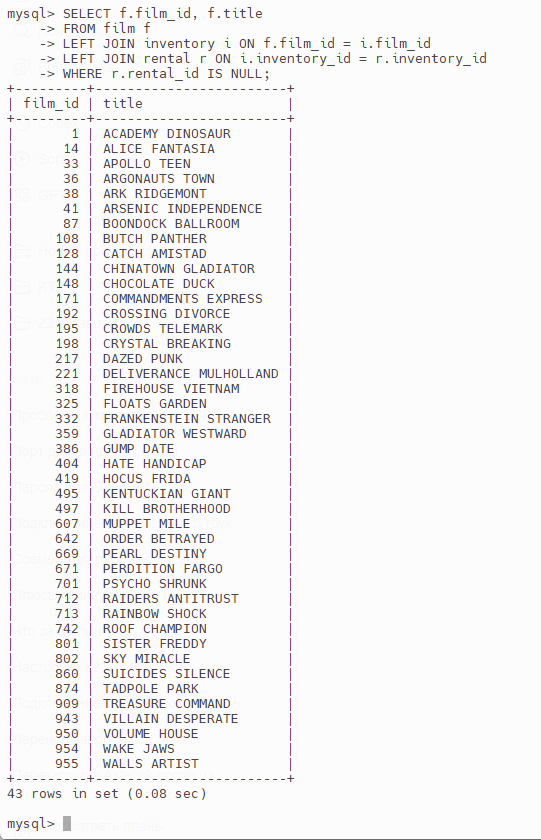 mysql> SELECT f.film_id, f.title
    -> FROM film f
    -> LEFT JOIN inventory i ON f.film_id = i.film_id
    -> LEFT JOIN rental r ON i.inventory_id = r.inventory_id
    -> WHERE r.rental_id IS NULL;
+---------+------------------------+
| film_id | title                  |
+---------+------------------------+
|       1 | ACADEMY DINOSAUR       |
|      14 | ALICE FANTASIA         |
|      33 | APOLLO TEEN            |
|      36 | ARGONAUTS TOWN         |
|      38 | ARK RIDGEMONT          |
|      41 | ARSENIC INDEPENDENCE   |
|      87 | BOONDOCK BALLROOM      |
|     108 | BUTCH PANTHER          |
|     128 | CATCH AMISTAD          |
|     144 | CHINATOWN GLADIATOR    |
|     148 | CHOCOLATE DUCK         |
|     171 | COMMANDMENTS EXPRESS   |
|     192 | CROSSING DIVORCE       |
|     195 | CROWDS TELEMARK        |
|     198 | CRYSTAL BREAKING       |
|     217 | DAZED PUNK             |
|     221 | DELIVERANCE MULHOLLAND |
|     318 | FIREHOUSE VIETNAM      |
|     325 | FLOATS GARDEN          |
|     332 | FRANKENSTEIN STRANGER  |
|     359 | GLADIATOR WESTWARD     |
|     386 | GUMP DATE              |
|     404 | HATE HANDICAP          |
|     419 | HOCUS FRIDA            |
|     495 | KENTUCKIAN GIANT       |
|     497 | KILL BROTHERHOOD       |
|     607 | MUPPET MILE            |
|     642 | ORDER BETRAYED         |
|     669 | PEARL DESTINY          |
|     671 | PERDITION FARGO        |
|     701 | PSYCHO SHRUNK          |
|     712 | RAIDERS ANTITRUST      |
|     713 | RAINBOW SHOCK          |
|     742 | ROOF CHAMPION          |
|     801 | SISTER FREDDY          |
|     802 | SKY MIRACLE            |
|     860 | SUICIDES SILENCE       |
|     874 | TADPOLE PARK           |
|     909 | TREASURE COMMAND       |
|     943 | VILLAIN DESPERATE      |
|     950 | VOLUME HOUSE           |
|     954 | WAKE JAWS              |
|     955 | WALLS ARTIST           |
+---------+------------------------+
43 rows in set (0.08 sec)
mysql>